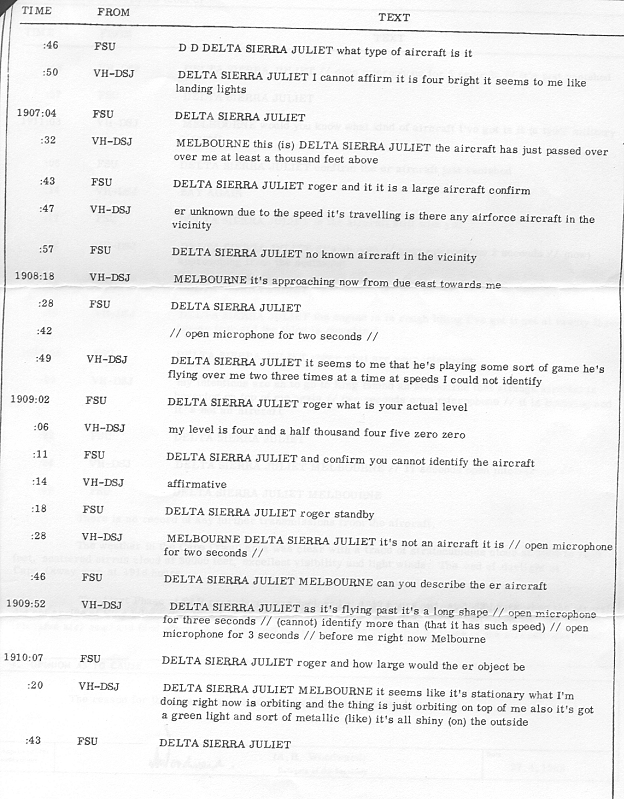 TIME FROM TEXT
:46 FSU D D DELTA SIERRA JULIET what type of aircraft is it
:50 VH-DSJ DELTA SIERRA JULIET I cannot affirm it is four bright it seems to me like
landing lights
1907:04 FSU DELTA SIERRA JULIET
:32 VH-DSJ MELBOURNE this (is) DELTA SIERRA JULIET the aircraft has just passed over
over me at least a thousand feet above
:43 FSU DELTA SIERRA JULIET roger and it it is a large aircraft confirm
:47 VH-DSJ er unknown due to the speed it's travelling is there any airforce aircraft in the
vicinity
:57 FSU DELTA SIERRA JULIET no known aircraft in the vicinity
1908:18 VH-DSJ MELBOURNE it's approaching now from due east towards me
:28 FSU DELTA SIERRA JULIET
:42 // open microphone for two seconds //
:49 VH-DSJ DELTA SIERRA JULIET it seems to me that he's playing some sort of game he's
flying over me two three times at a time at speeds I could not identify
1909:02 FSU DELTA SIERRA JULIET roger what is your actual level
:06 VH-DSJ my level is four and a half thousand four five zero zero
:11 FSU DELTA SIERRA JULIET and confirm you cannot identify the aircraft
:14 VH-DSJ affirmative
:18 FSU DELTA SIERRA JULIET roger standby
:28 VH-DSJ MELBOURNE DELTA SIERRA JULIET it's not an aircraft it is // open microphone
for two seconds //
:46 FSU DELTA SIERRA JULIET MELBOURNE can you describe the er aircraft
1909:52 VH-DSJ DELTA SIERRA JULIET as it's flying past it's a long shape // open microphone
for three seconds // (cannot) identify more than (that it has such speed) // open
microphone for 3 seconds // before me right now Melbourne
1910:07 FSU DELTA SIERRA JULIET roger and how large would the er object be
:20 VH-DSJ DELTA SIERRA JULIET MELBOURNE it seems like it's stationary what I'm
doing right now is orbiting and the thing is just orbiting on top of me also it's got
a green light and sort of metallic (like) it's all shiny (on) the outside
:43 FSU DELTA SIERRA JULIET